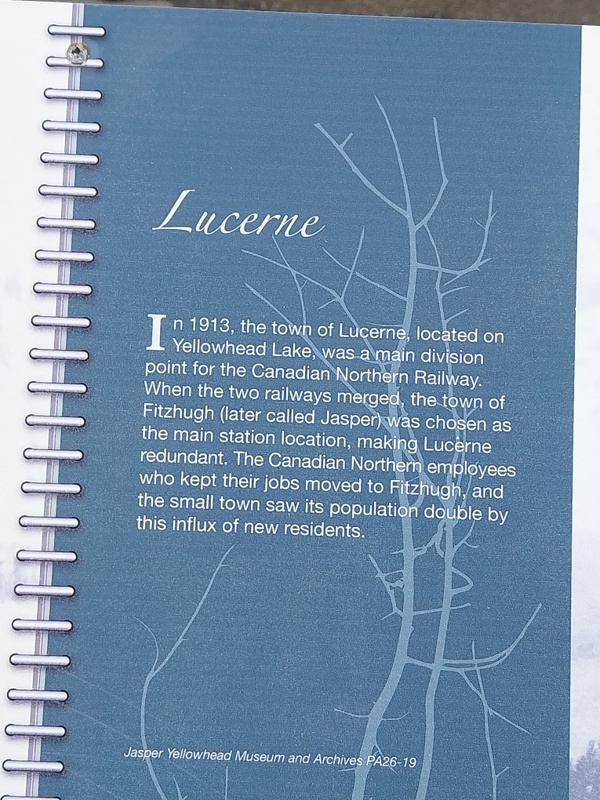 Lucerne
In 1913, the town of Lucerne, located on
Yellowhead Lake, was a main division
point for the Canadian Northern Railway.
When the two railways merged, the town of
Fitzhugh (later called Jasper) was chosen as
the main station location, making Lucerne
redundant. The Canadian Northern employees
who kept their jobs moved to Fitzhugh, and
the small town saw its population double by
this influx of new residents.
Jasper Yellowhead Museum and Archives PA26-19